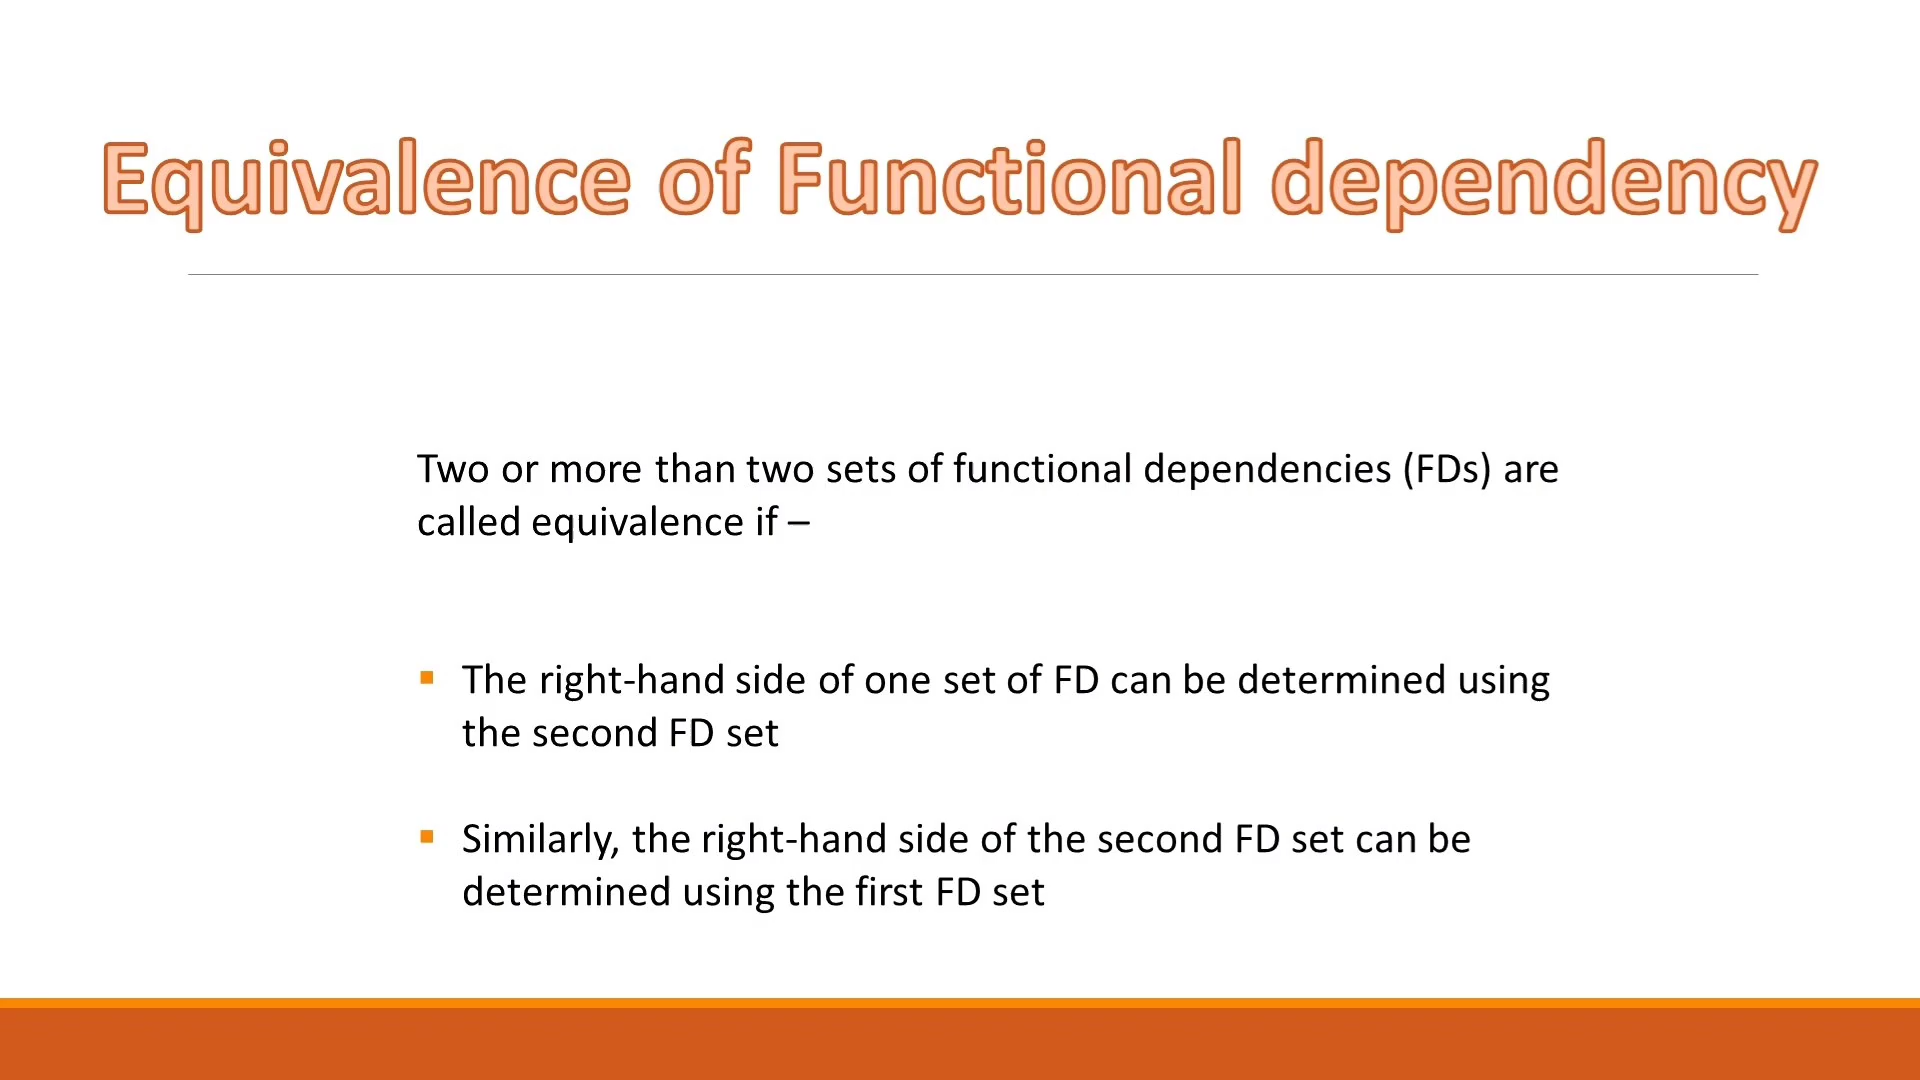 Equivalence of Functional dependency
Two or more than two sets of functional dependencies (FDs) are
called equivalence if –
▪ The right-hand side of one set of FD can be determined using
the second FD set
▪ Similarly, the right-hand side of the second FD set can be
determined using the first FD set